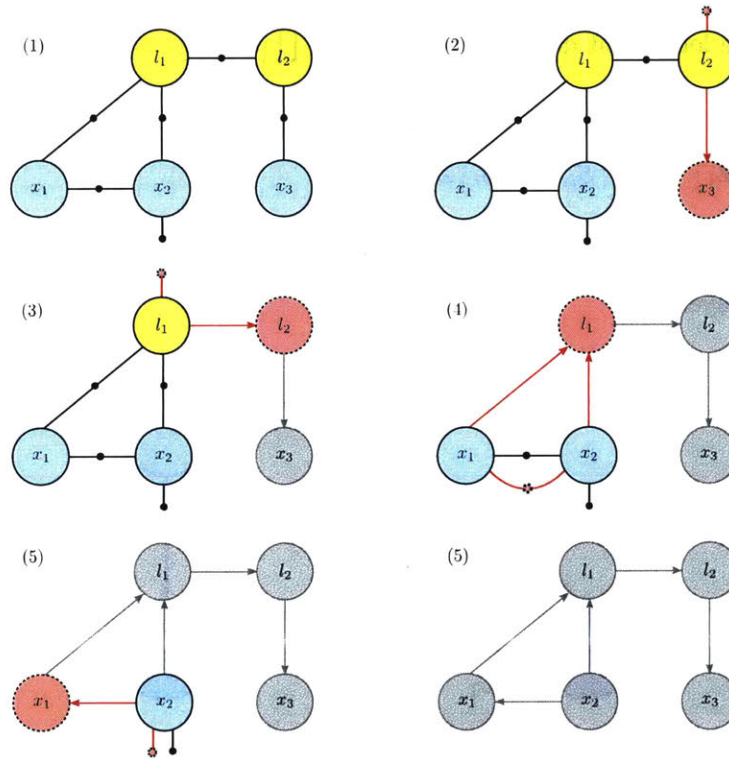 (1) l₁ l₂
x₁ x₂ x₃
(2) l₁ l₂
x₁ x₂ x₃
(3) l₁ l₂
x₁ x₂ x₃
(4) l₁ l₂
x₁ x₂ x₃
(5) l₁ l₂
x₁ x₂ x₃
(5) l₁ l₂
x₁ x₂ x₃